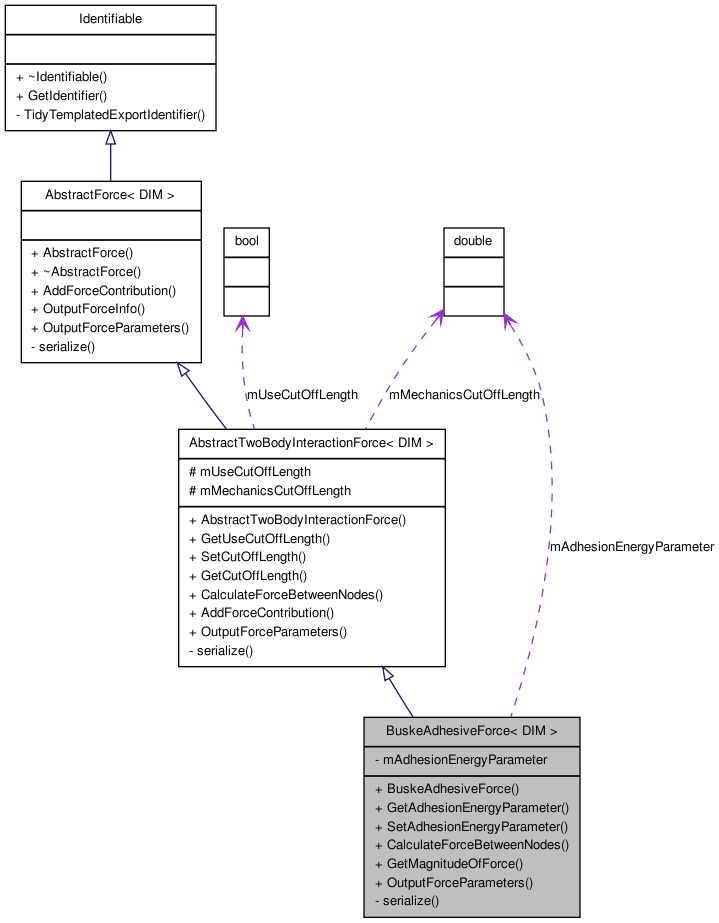 Identifiable
+ ~Identifiable()
+ GetIdentifier()
- TidyTemplatedExportIdentifier()
AbstractForce< DIM >
+ AbstractForce()
+ ~AbstractForce()
+ AddForceContribution()
+ OutputForceInfo()
+ OutputForceParameters()
- serialize()
bool
double
mUseCutOffLength
mMechanicsCutOffLength
AbstractTwoBodyInteractionForce< DIM >
# mUseCutOffLength
# mMechanicsCutOffLength
+ AbstractTwoBodyInteractionForce()
+ GetUseCutOffLength()
+ SetCutOffLength()
+ GetCutOffLength()
+ CalculateForceBetweenNodes()
+ AddForceContribution()
+ OutputForceParameters()
- serialize()
mAdhesionEnergyParameter
BuskeAdhesiveForce< DIM >
- mAdhesionEnergyParameter
+ BuskeAdhesiveForce()
+ GetAdhesionEnergyParameter()
+ SetAdhesionEnergyParameter()
+ CalculateForceBetweenNodes()
+ GetMagnitudeOfForce()
+ OutputForceParameters()
- serialize()